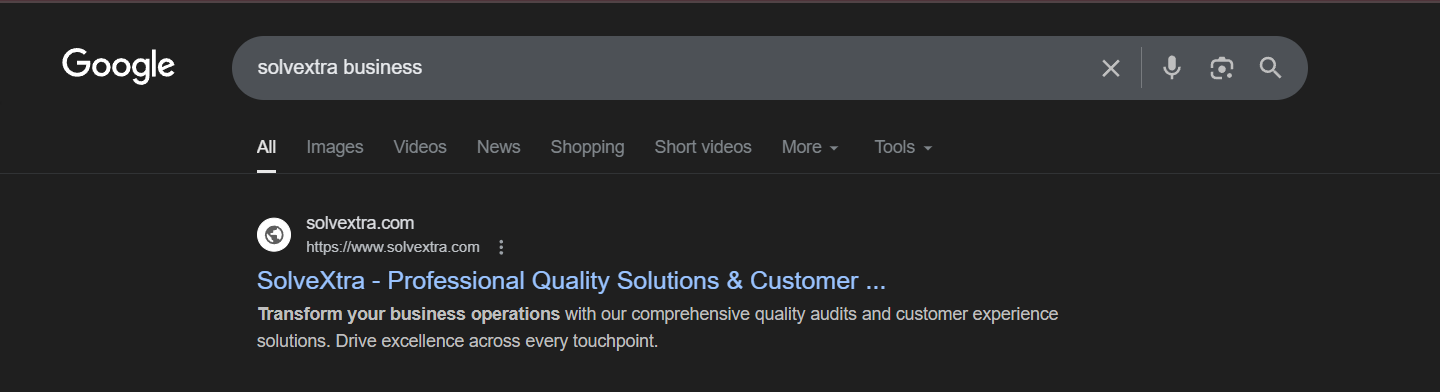 Google
solvextra business
All Images Videos News Shopping Short videos More Tools
solvextra.com
https://www.solvextra.com
SolveXtra - Professional Quality Solutions & Customer ...
Transform your business operations with our comprehensive quality audits and customer experience
solutions. Drive excellence across every touchpoint.